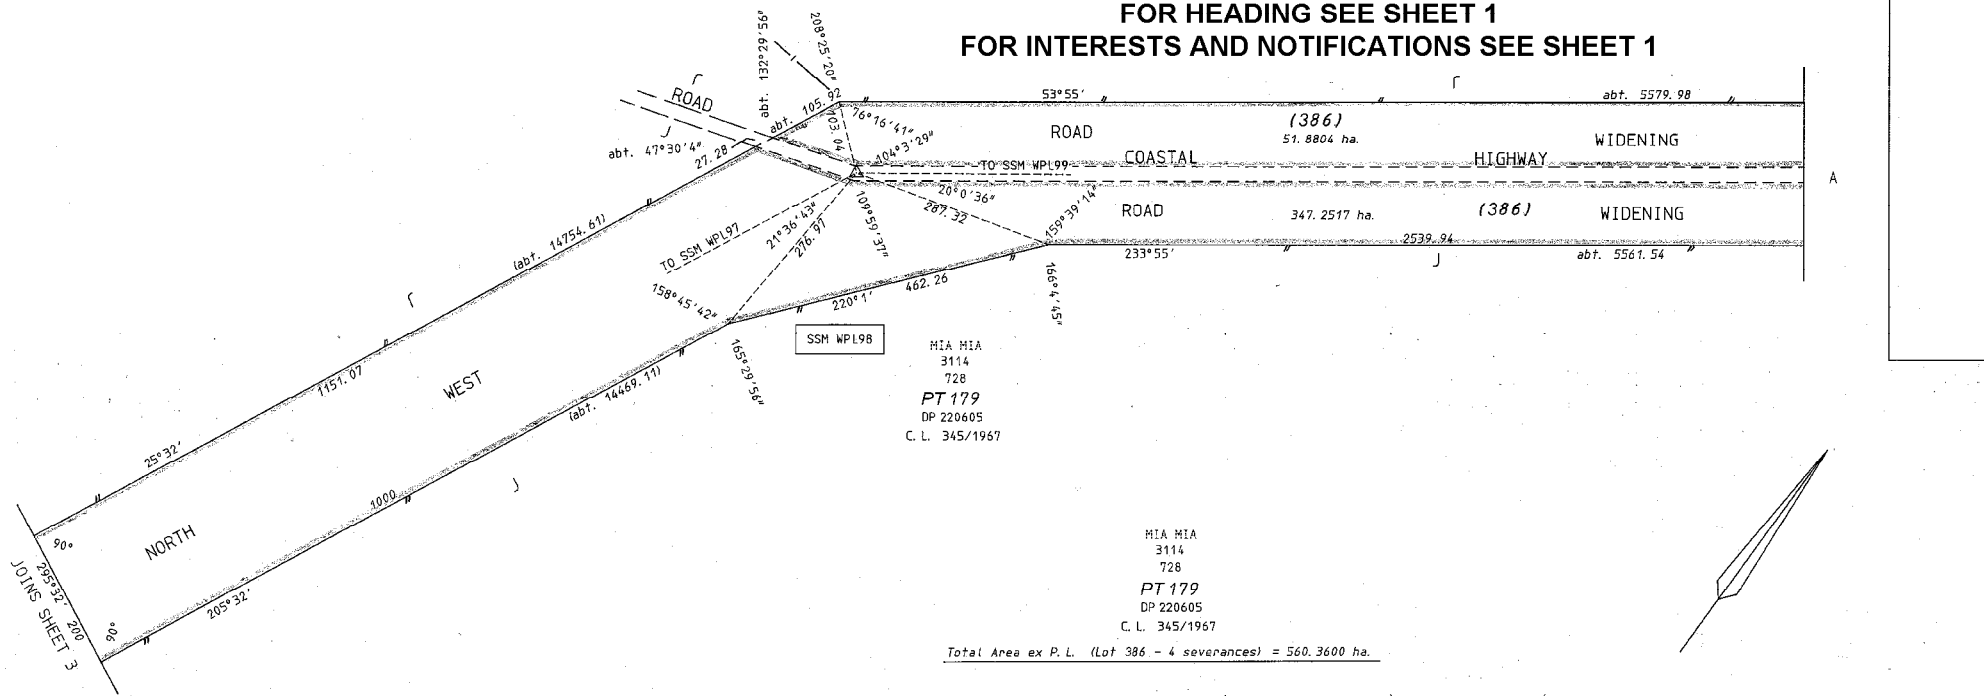 FOR HEADING SEE SHEET 1
FOR INTERESTS AND NOTIFICATIONS SEE SHEET 1
abt. 132°29'56"
208°25'20"
ROAD
abt. 105.92
53°55'
abt. 5579.98
76°16'41"
103.04
104°3'29"
ROAD
(386)
51.8804 ha.
WIDENING
abt. 47°30'4"
27.28
TO SSM WPL99
COASTAL
HIGHWAY
A
20°0'36"
287.32
159°39'14"
ROAD
347.2517 ha.
(386)
WIDENING
109°59'37"
21°36'43"
276.97
TO SSM WPL97
(abt. 14754.61)
233°55'
2539.94
abt. 5561.54
166°4'45"
462.26
220°1'
158°45'42"
SSM WPL98
165°29'56"
MIA MIA
3114
728
PT 179
DP 220605
C.L. 345/1967
1151.07
WEST
(abt. 14469.11)
25°32'
1000
NORTH
90°
295°32' 200
JOINS SHEET 3
90°
205°32'
MIA MIA
3114
728
PT 179
DP 220605
C.L. 345/1967
Total Area ex P.L. (Lot 386 - 4 severances) = 560.3600 ha.